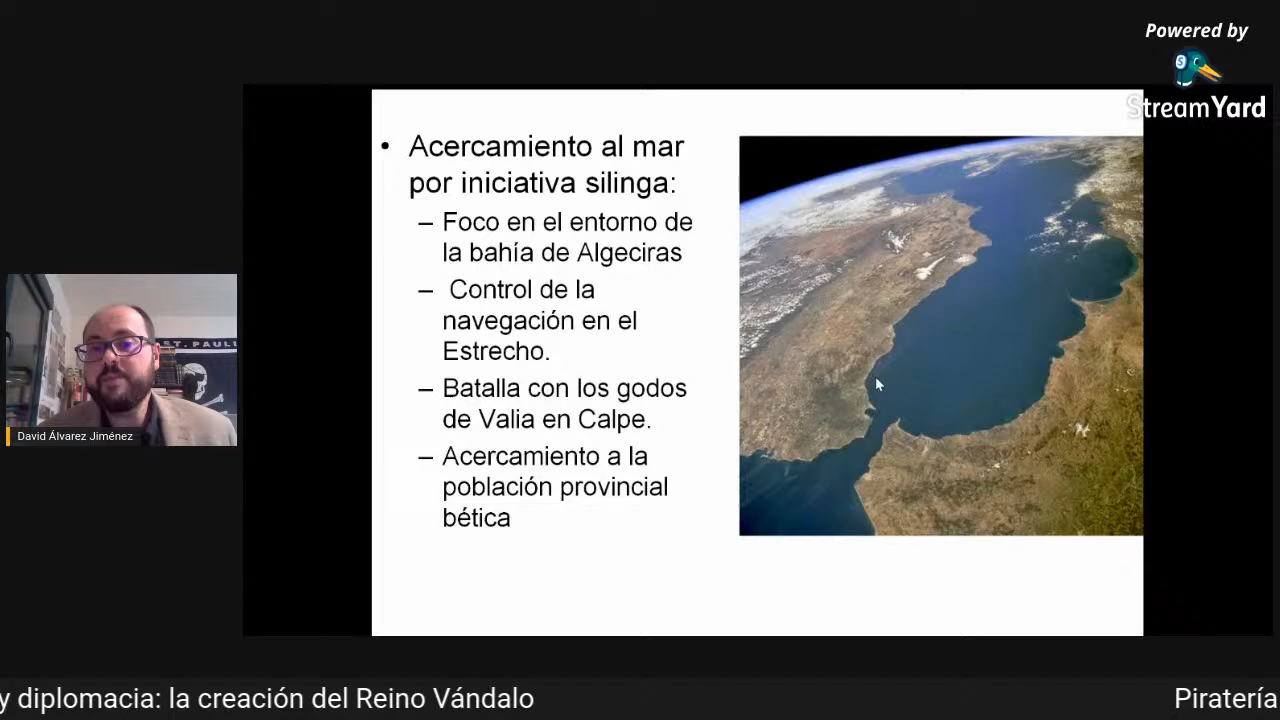 Powered by
StreamYard
• Acercamiento al mar
por iniciativa silinga:
– Foco en el entorno de
la bahía de Algeciras
– Control de la
navegación en el
Estrecho.
– Batalla con los godos
de Valia en Calpe.
– Acercamiento a la
población provincial
bética
ST. PAULI
David Álvarez Jiménez
y diplomacia: la creación del Reino Vándalo
Piratería